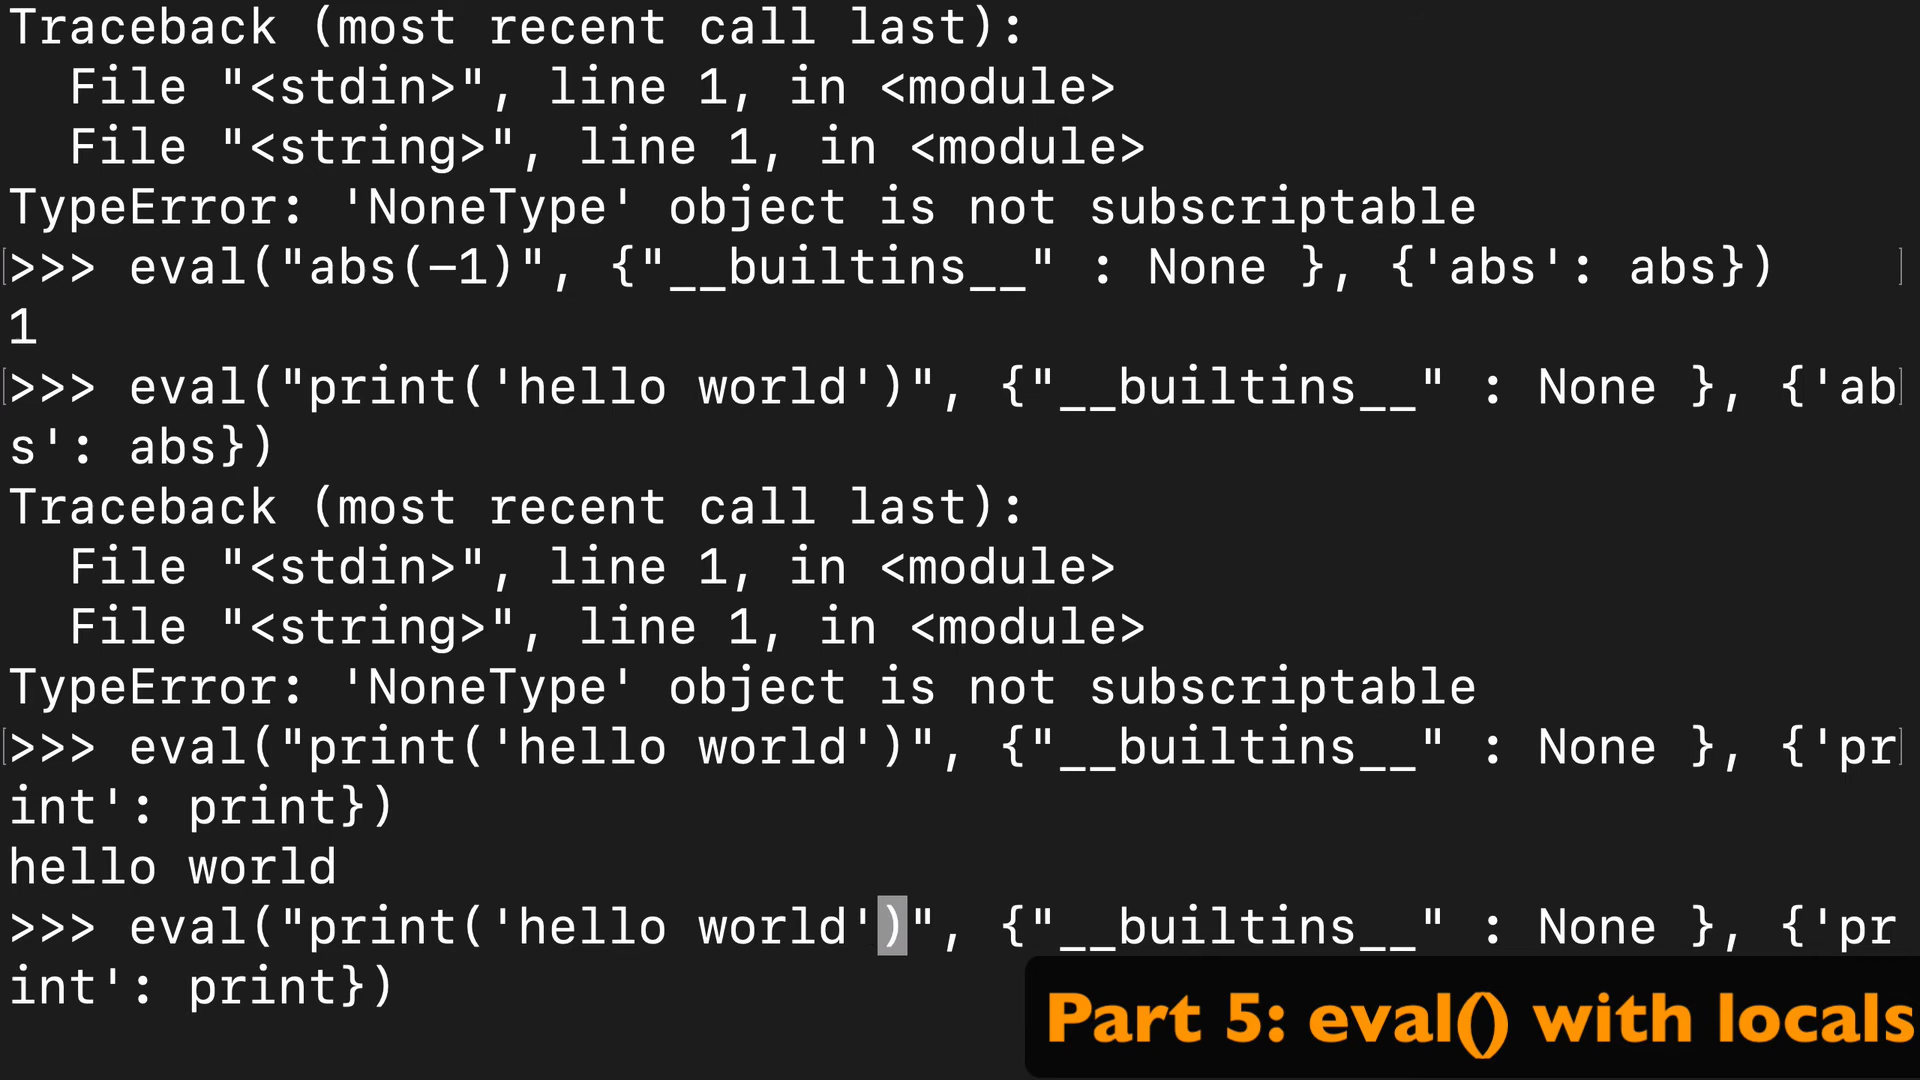 Traceback (most recent call last):
  File "<stdin>", line 1, in <module>
  File "<string>", line 1, in <module>
TypeError: 'NoneType' object is not subscriptable
[>>> eval("abs(-1)", {"__builtins__" : None }, {'abs': abs})    ]
1
[>>> eval("print('hello world')", {"__builtins__" : None }, {'ab]
s': abs})
Traceback (most recent call last):
  File "<stdin>", line 1, in <module>
  File "<string>", line 1, in <module>
TypeError: 'NoneType' object is not subscriptable
[>>> eval("print('hello world')", {"__builtins__" : None }, {'pr]
int': print})
hello world
>>> eval("print('hello world')", {"__builtins__" : None }, {'pr
int': print})
Part 5: eval() with locals